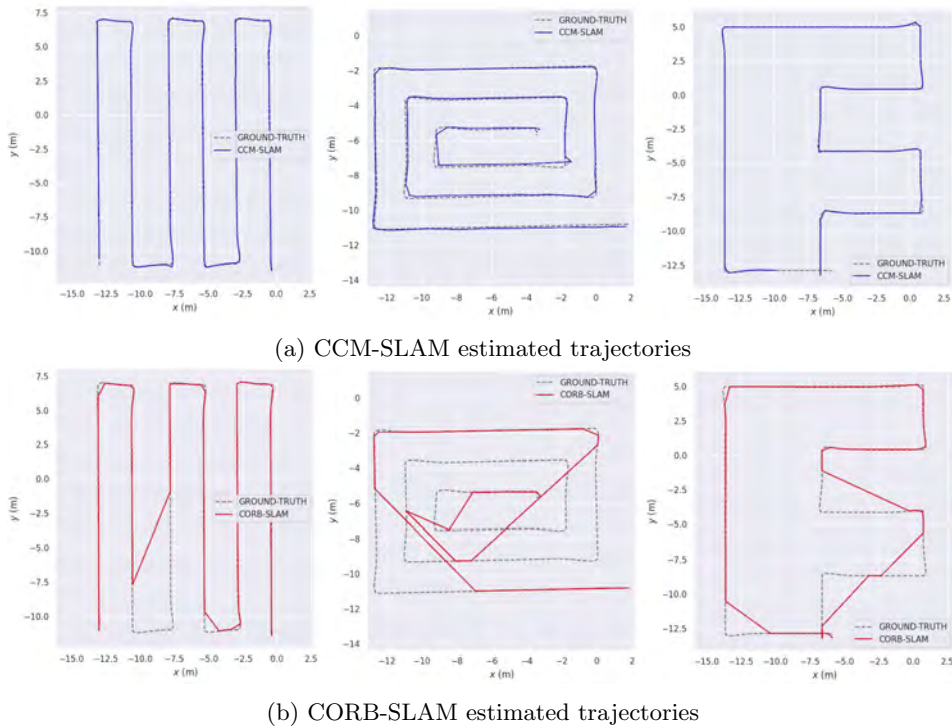 7.5
5.0
2.5
0.0
−2.5
−5.0
−7.5
−10.0
y (m)
GROUND-TRUTH
CCM-SLAM
−15.0 −12.5 −10.0 −7.5 −5.0 −2.5 0.0 2.5
x (m)
0
−2
−4
−6
−8
−10
−12
−14
y (m)
GROUND-TRUTH
CCM-SLAM
−12 −10 −8 −6 −4 −2 0 2
x (m)
5.0
2.5
0.0
−2.5
−5.0
−7.5
−10.0
−12.5
y (m)
GROUND-TRUTH
CCM-SLAM
−15.0 −12.5 −10.0 −7.5 −5.0 −2.5 0.0 2.5
x (m)
(a) CCM-SLAM estimated trajectories
7.5
5.0
2.5
0.0
−2.5
−5.0
−7.5
−10.0
y (m)
GROUND-TRUTH
CORB-SLAM
−15.0 −12.5 −10.0 −7.5 −5.0 −2.5 0.0 2.5
x (m)
0
−2
−4
−6
−8
−10
−12
−14
y (m)
GROUND-TRUTH
CORB-SLAM
−12 −10 −8 −6 −4 −2 0 2
x (m)
5.0
2.5
0.0
−2.5
−5.0
−7.5
−10.0
−12.5
y (m)
GROUND-TRUTH
CORB-SLAM
−15.0 −12.5 −10.0 −7.5 −5.0 −2.5 0.0 2.5
x (m)
(b) CORB-SLAM estimated trajectories